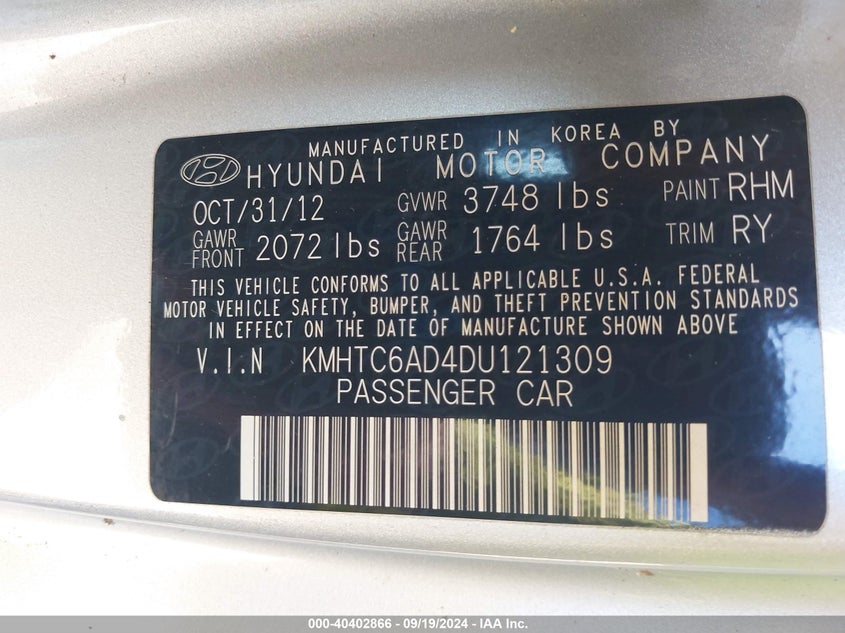 MANUFACTURED IN KOREA BY
HYUNDAI MOTOR COMPANY
OCT/31/12 GVWR 3748 lbs PAINT RHM
GAWR FRONT 2072 lbs GAWR REAR 1764 lbs TRIM RY
THIS VEHICLE CONFORMS TO ALL APPLICABLE U.S.A. FEDERAL
MOTOR VEHICLE SAFETY, BUMPER, AND THEFT PREVENTION STANDARDS
IN EFFECT ON THE DATE OF MANUFACTURE SHOWN ABOVE
V.I.N KMHTC6AD4DU121309
PASSENGER CAR
000-40402866 - 09/19/2024 - IAA Inc.